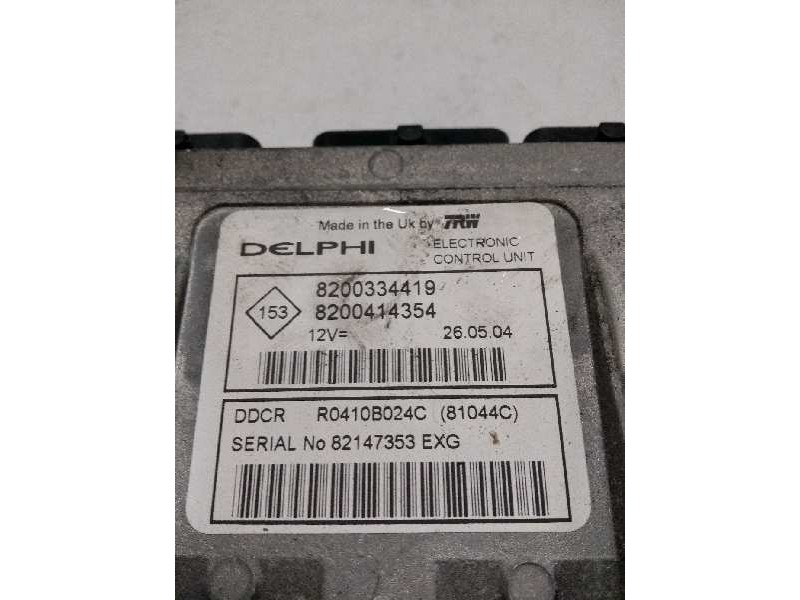 Made in the Uk by TRW
DELPHI ELECTRONIC
CONTROL UNIT
8200334419
153 8200414354
12V= 26.05.04
DDCR R0410B024C (81044C)
SERIAL No 82147353 EXG